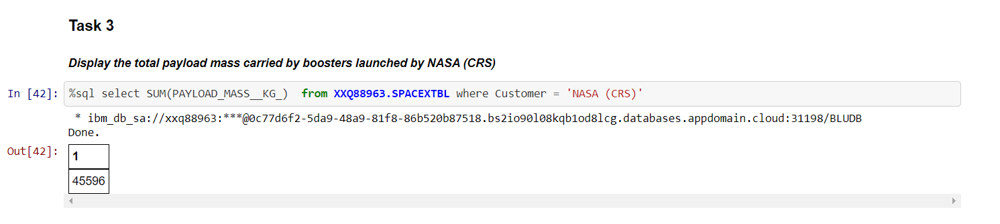 Task 3
Display the total payload mass carried by boosters launched by NASA (CRS)
In [42]: %sql select SUM(PAYLOAD_MASS__KG_)  from XXQ88963.SPACEXTBL where Customer = 'NASA (CRS)'
* ibm_db_sa://xxq88963:***@0c77d6f2-5da9-48a9-81f8-86b520b87518.bs2io90l08kqb1od8lcg.databases.appdomain.cloud:31198/BLUDB
Done.
Out[42]: 1
45596